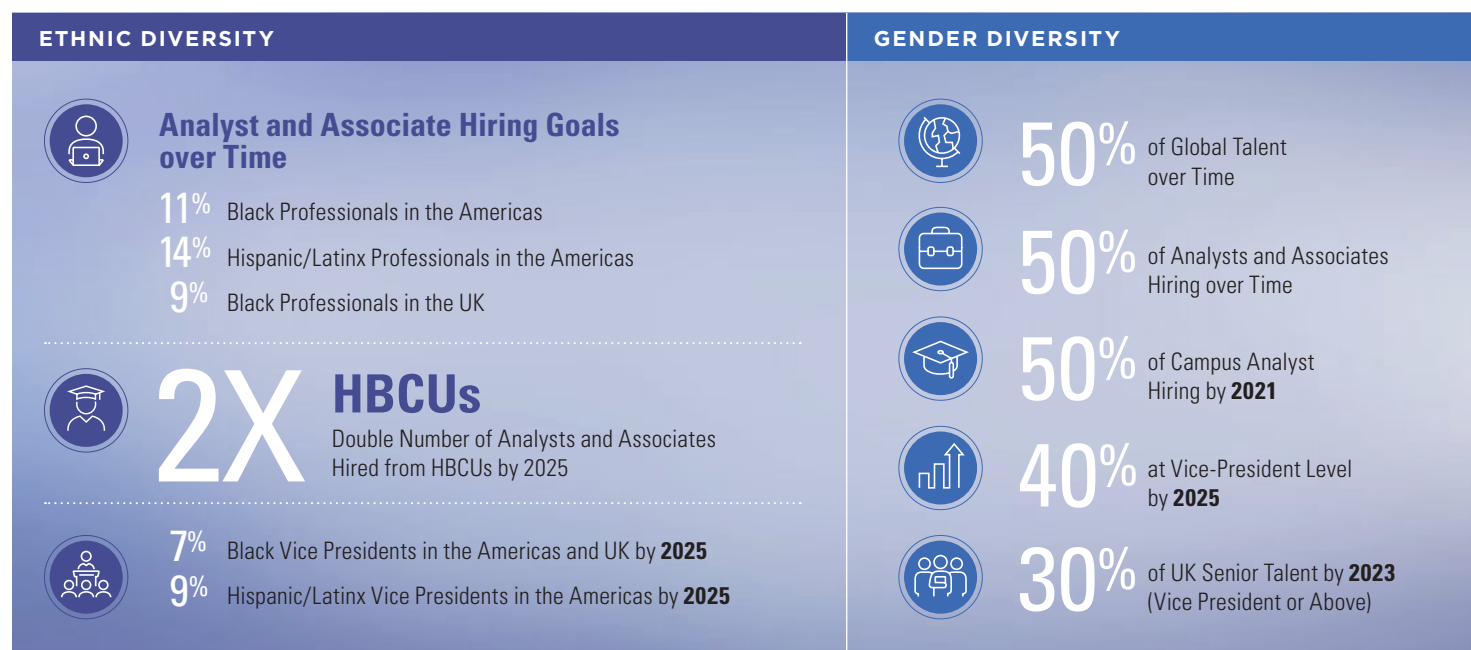 ETHNIC DIVERSITY
Analyst and Associate Hiring Goals
over Time
11% Black Professionals in the Americas
14% Hispanic/Latinx Professionals in the Americas
9% Black Professionals in the UK
2X HBCUs
Double Number of Analysts and Associates
Hired from HBCUs by 2025
7% Black Vice Presidents in the Americas and UK by 2025
9% Hispanic/Latinx Vice Presidents in the Americas by 2025
GENDER DIVERSITY
50% of Global Talent
over Time
50% of Analysts and Associates
Hiring over Time
50% of Campus Analyst
Hiring by 2021
40% at Vice-President Level
by 2025
30% of UK Senior Talent by 2023
(Vice President or Above)